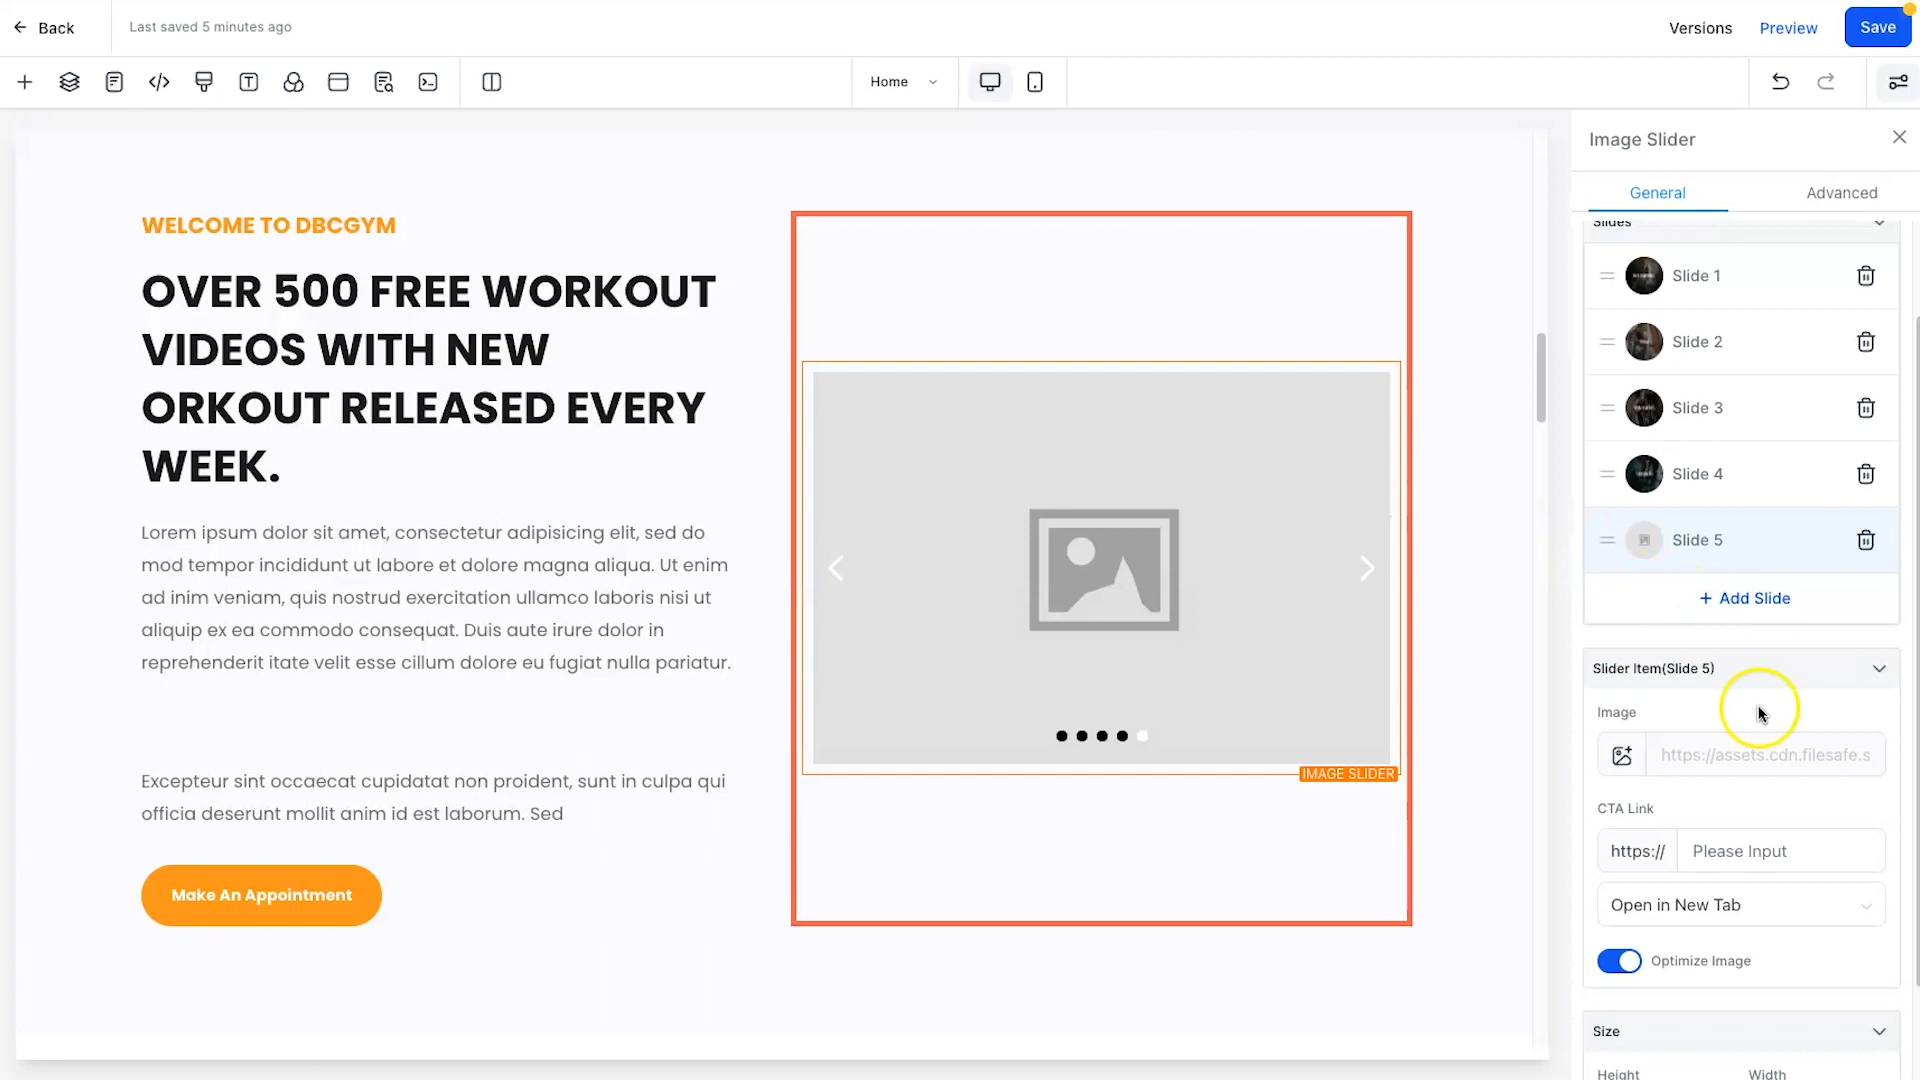 Back
Last saved 5 minutes ago
Versions
Preview
Save
Home
WELCOME TO DBCGYM
OVER 500 FREE WORKOUT
VIDEOS WITH NEW
ORKOUT RELEASED EVERY
WEEK.
Lorem ipsum dolor sit amet, consectetur adipisicing elit, sed do
mod tempor incididunt ut labore et dolore magna aliqua. Ut enim
ad inim veniam, quis nostrud exercitation ullamco laboris nisi ut
aliquip ex ea commodo consequat. Duis aute irure dolor in
reprehenderit itate velit esse cillum dolore eu fugiat nulla pariatur.
Excepteur sint occaecat cupidatat non proident, sunt in culpa qui
officia deserunt mollit anim id est laborum. Sed
Make An Appointment
IMAGE SLIDER
Image Slider
General
Advanced
Slides
Slide 1
Slide 2
Slide 3
Slide 4
Slide 5
+ Add Slide
Slider Item(Slide 5)
Image
https://assets.cdn.filesafe.s
CTA Link
https://
Please Input
Open in New Tab
Optimize Image
Size
Height
Width